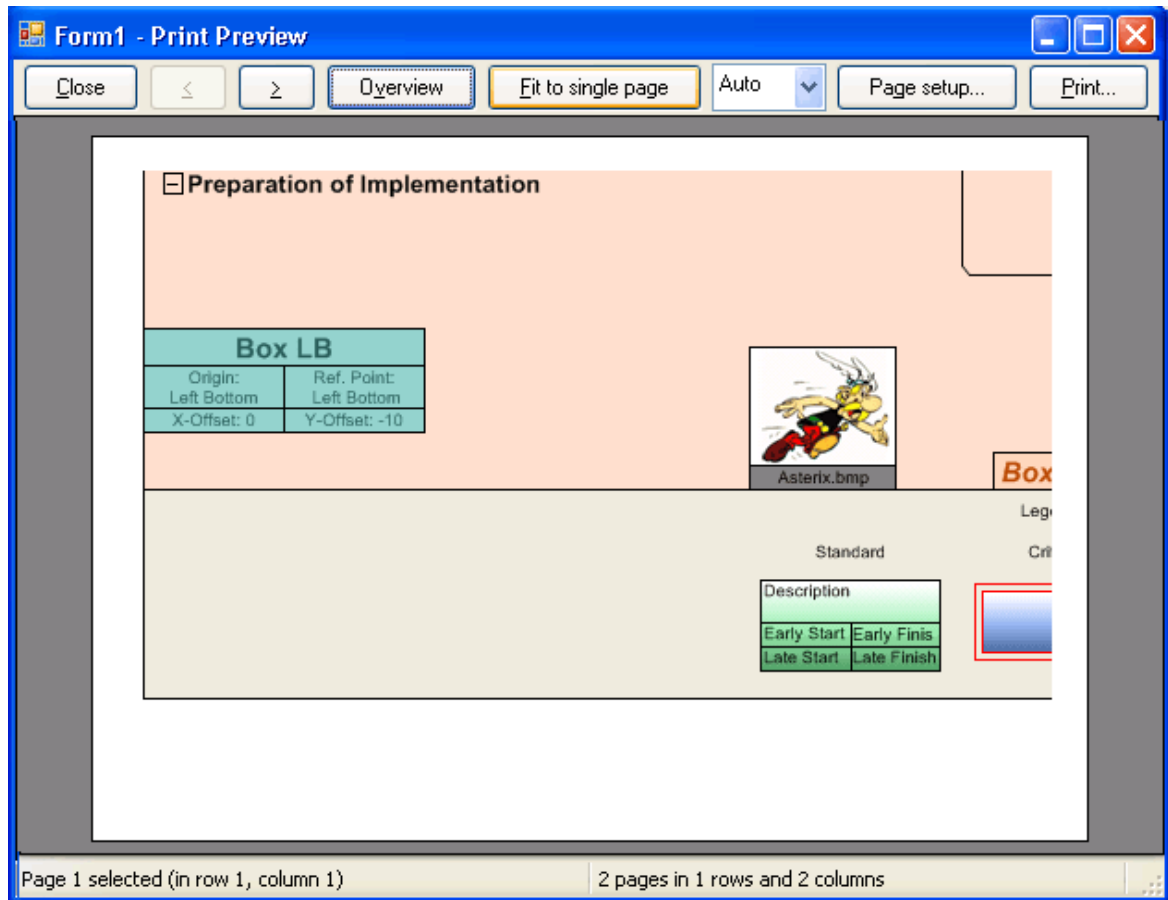 Form1 - Print Preview
Close < > Overview Fit to single page Auto Page setup... Print...
Preparation of Implementation
Box LB
Origin: Ref. Point:
Left Bottom Left Bottom
X-Offset: 0 Y-Offset: -10
Asterix.bmp
Box
Lege
Standard Crit
Description
Early Start Early Finis
Late Start Late Finish
Page 1 selected (in row 1, column 1) 2 pages in 1 rows and 2 columns